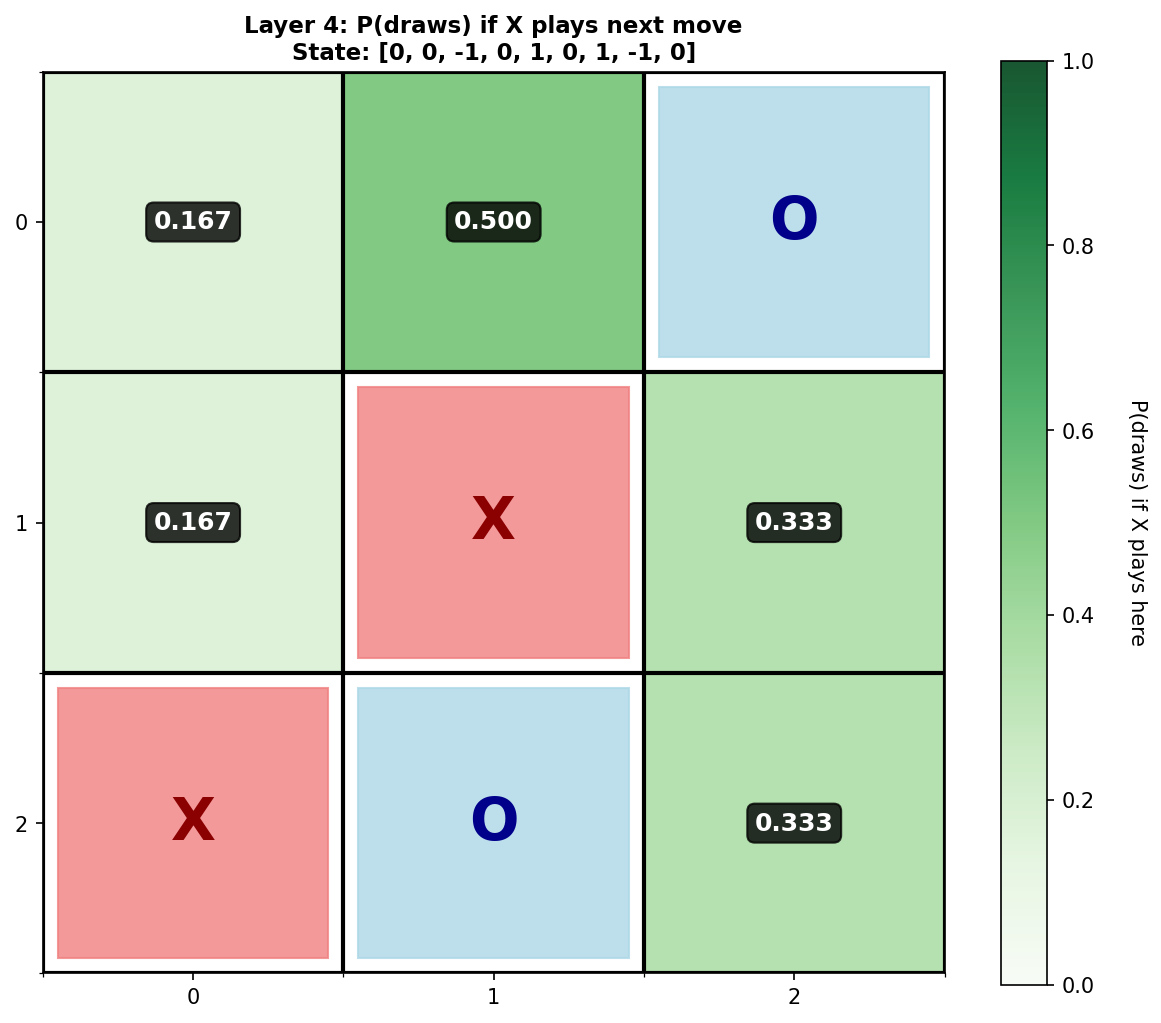 Layer 4: P(draws) if X plays next move
State: [0, 0, -1, 0, 1, 0, 1, -1, 0]
0
0.167
0.500
O
1
0.167
X
0.333
2
X
O
0.333
0
1
2
1.0
0.8
0.6
0.4
0.2
0.0
P(draws) if X plays here